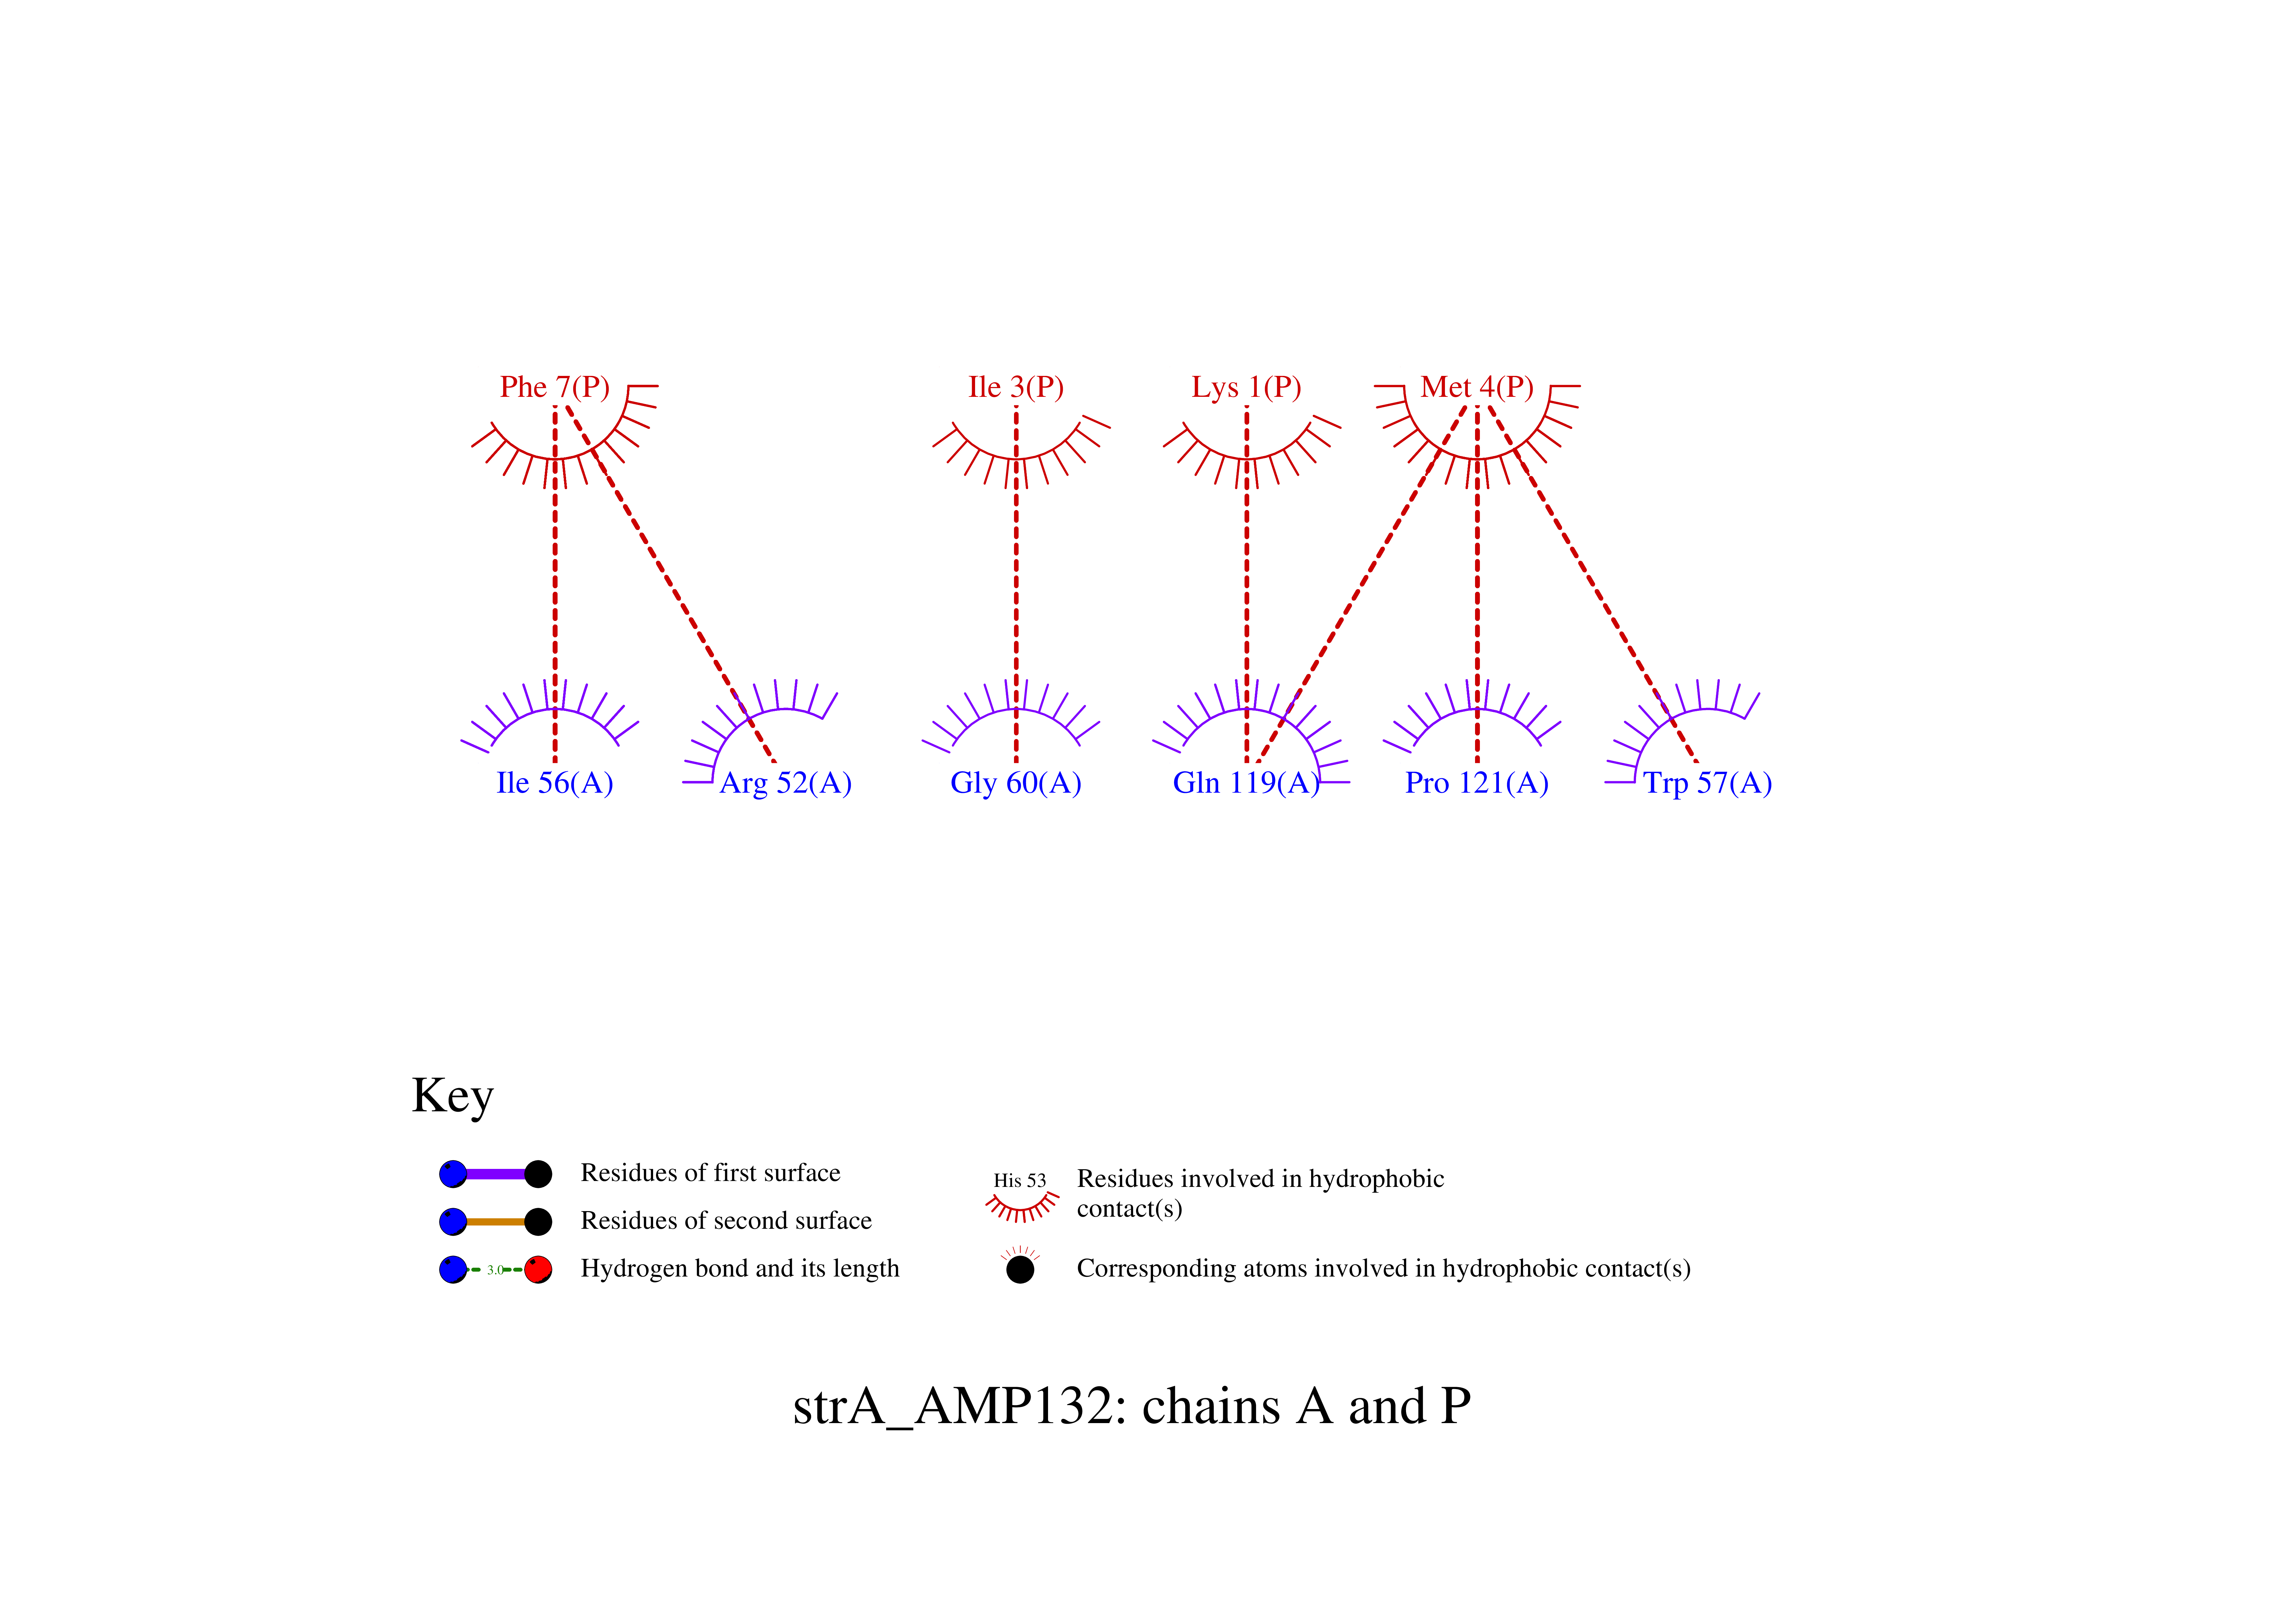 Phe 7(P) Ile 3(P) Lys 1(P) Met 4(P)
Ile 56(A) Arg 52(A) Gly 60(A) Gln 119(A) Pro 121(A) Trp 57(A)
Key
Residues of first surface
Residues of second surface
3.0 Hydrogen bond and its length
His 53 Residues involved in hydrophobic
contact(s)
Corresponding atoms involved in hydrophobic contact(s)
strA_AMP132: chains A and P